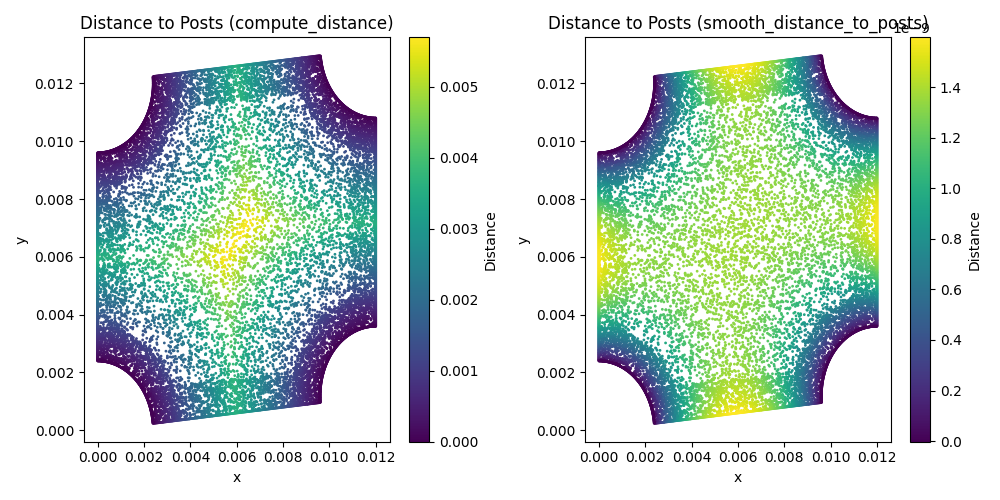 Distance to Posts (compute_distance)
0.012
0.010
0.008
0.006
0.004
0.002
0.000
y
0.000 0.002 0.004 0.006 0.008 0.010 0.012
x
0.005
0.004
0.003
0.002
0.001
0.000
Distance
Distance to Posts (smooth_distance_to_posts)
1e−9
0.012
0.010
0.008
0.006
0.004
0.002
0.000
y
0.000 0.002 0.004 0.006 0.008 0.010 0.012
x
1.4
1.2
1.0
0.8
0.6
0.4
0.2
0.0
Distance